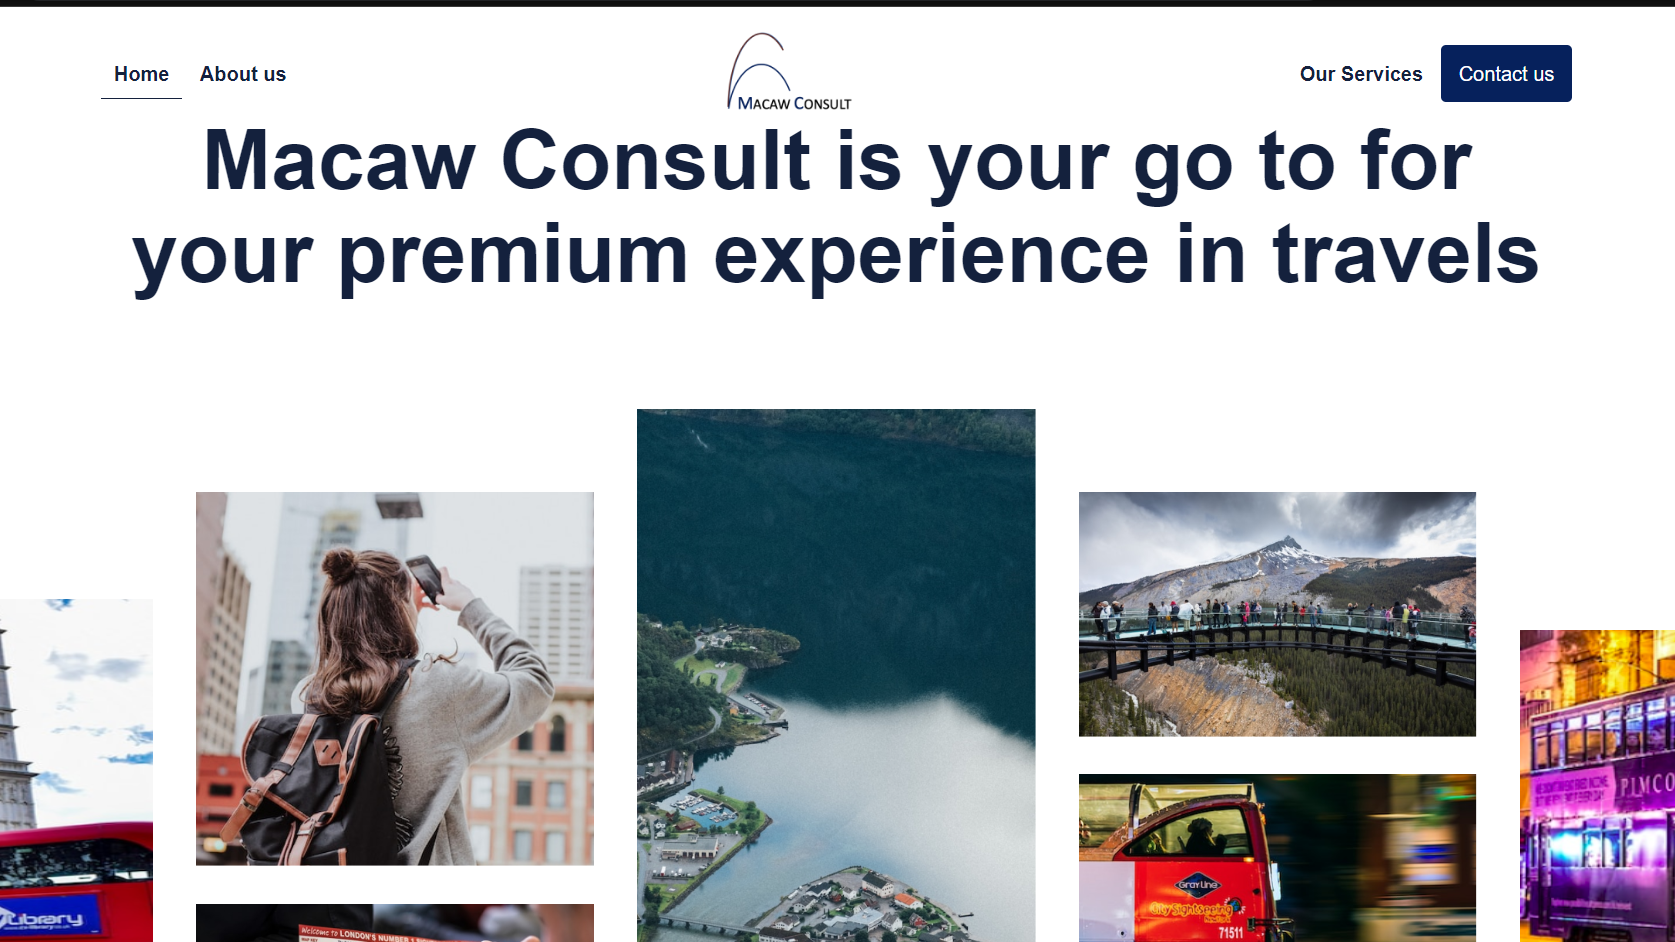 Home
About us
MACAW CONSULT
Our Services
Contact us
Macaw Consult is your go to for
your premium experience in travels
Library
Welcome to LONDON'S NUMBER 1
GRAY LINE
City Sightseeing
71511
PIMCO